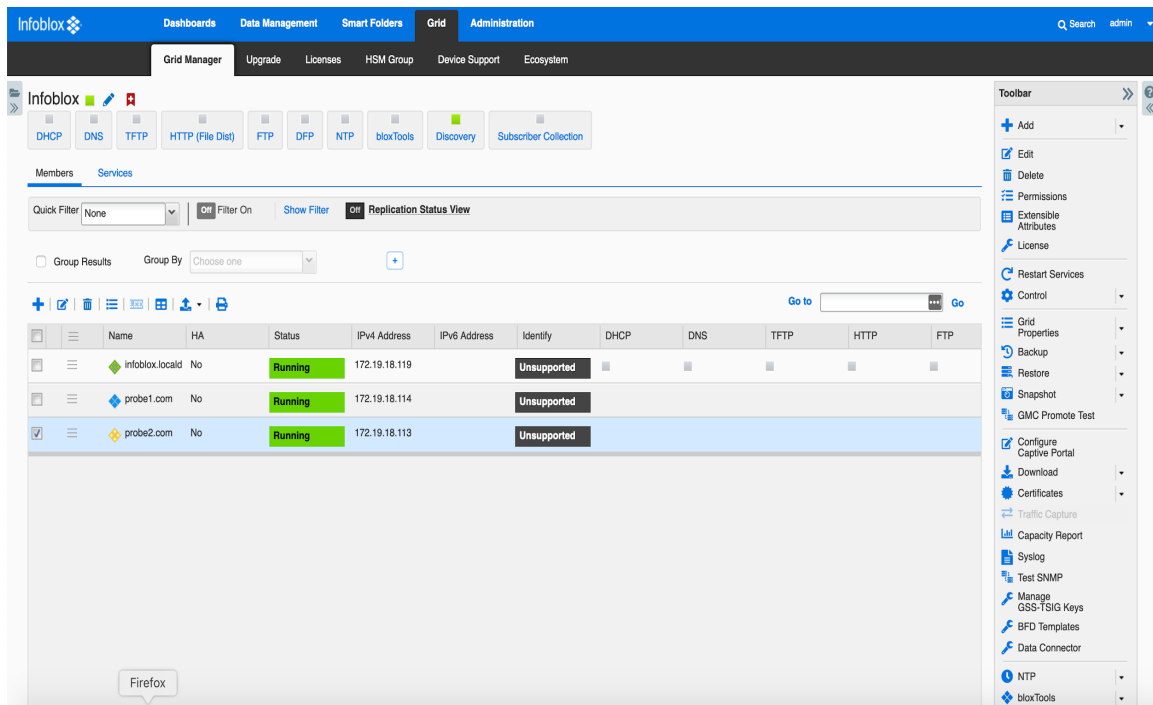 Infoblox
Dashboards Data Management Smart Folders Grid Administration
Search admin
Grid Manager Upgrade Licenses HSM Group Device Support Ecosystem
Infoblox
DHCP DNS TFTP HTTP (File Dist) FTP DFP NTP bloxTools Discovery Subscriber Collection
Members Services
Quick Filter None Off Filter On Show Filter Off Replication Status View
Group Results Group By Choose one +
Go to Go
Name HA Status IPv4 Address IPv6 Address Identify DHCP DNS TFTP HTTP FTP
infoblox.locald No Running 172.19.18.119 Unsupported
probe1.com No Running 172.19.18.114 Unsupported
probe2.com No Running 172.19.18.113 Unsupported
Firefox
Toolbar
Add
Edit
Delete
Permissions
Extensible
Attributes
License
Restart Services
Control
Grid
Properties
Backup
Restore
Snapshot
GMC Promote Test
Configure
Captive Portal
Download
Certificates
Traffic Capture
Capacity Report
Syslog
Test SNMP
Manage
GSS-TSIG Keys
BFD Templates
Data Connector
NTP
bloxTools